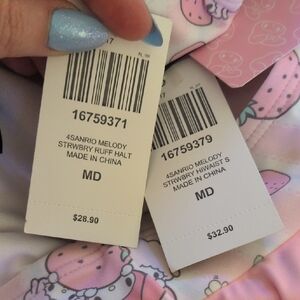 16759371
4SANRIO MELODY
STRWBRY RUFF HALT
MADE IN CHINA
MD
$28.90
16759379
4SANRIO MELODY
STRWBRY HIWAIST S
MADE IN CHINA
MD
$32.90